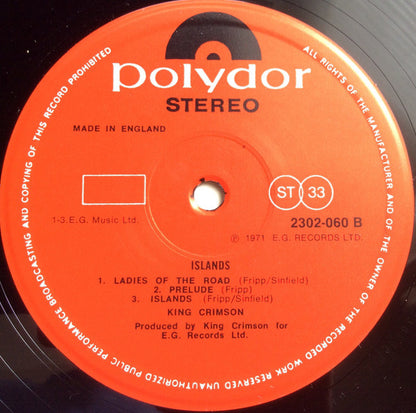 polydor
STEREO
MADE IN ENGLAND
ST 33
1-3.E.G. Music Ltd.
2302-060 B
℗ 1971 E.G. RECORDS LTD.
ISLANDS
1. LADIES OF THE ROAD (Fripp/Sinfield)
2. PRELUDE (Fripp)
3. ISLANDS (Fripp/Sinfield)
KING CRIMSON
Produced by King Crimson for
E.G. Records Ltd.
ALL RIGHTS OF THE MANUFACTURER AND OF THE OWNER OF THE RECORDED WORK RESERVED UNAUTHORIZED PUBLIC PERFORMANCE BROADCASTING AND COPYING OF THIS RECORD PROHIBITED